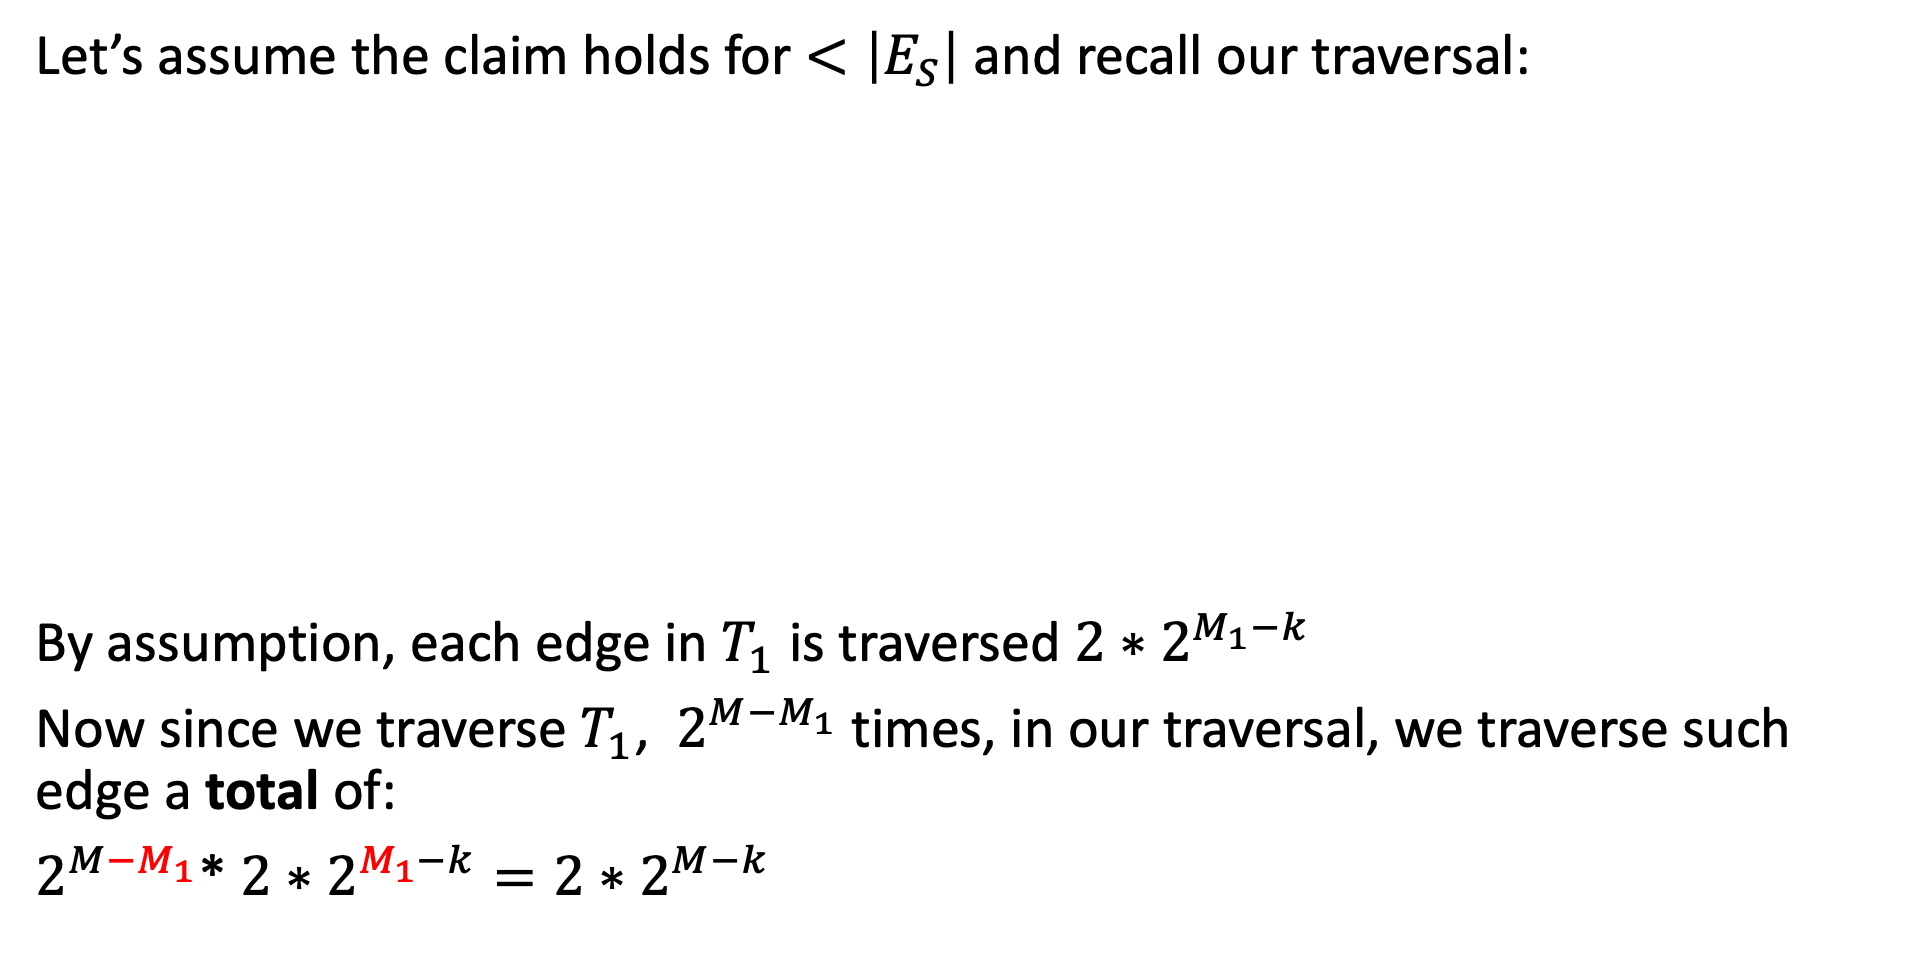 Let’s assume the claim holds for < |E_S| and recall our traversal:
By assumption, each edge in T_1 is traversed 2 ∗ 2^{M_1−k}
Now since we traverse T_1, 2^{M−M_1} times, in our traversal, we traverse such
edge a total of:
2^{M−M_1} ∗ 2 ∗ 2^{M_1−k} = 2 ∗ 2^{M−k}